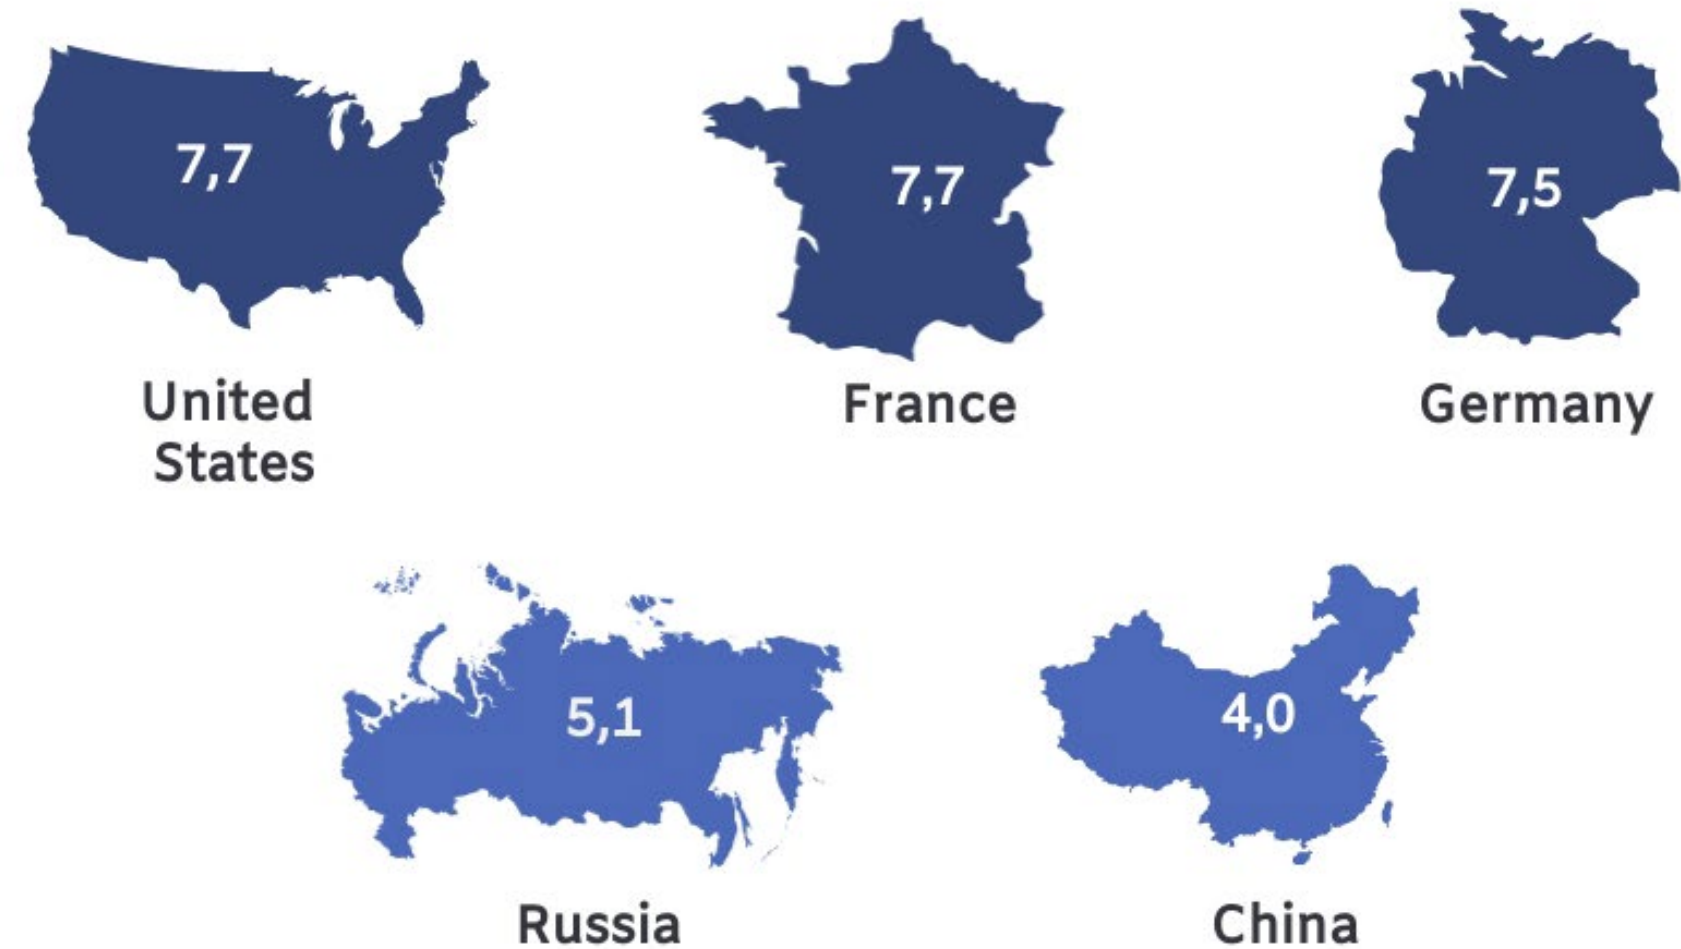 7,7
7,7
7,5
United
States
France
Germany
5,1
4,0
Russia
China